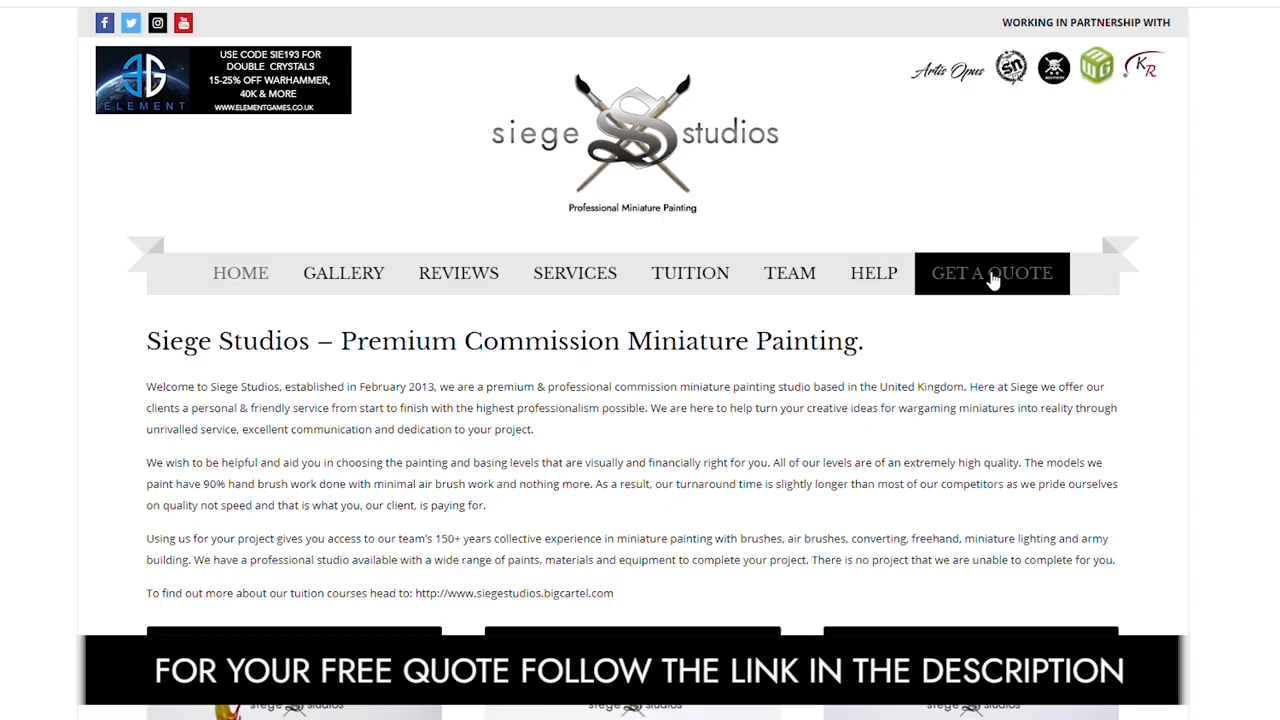 WORKING IN PARTNERSHIP WITH
USE CODE SIE193 FOR
DOUBLE CRYSTALS
15-25% OFF WARHAMMER,
40K & MORE
WWW.ELEMENTGAMES.CO.UK
ELEMENT
Artis Opus
KR
siege studios
Professional Miniature Painting
HOME GALLERY REVIEWS SERVICES TUITION TEAM HELP GET A QUOTE
Siege Studios – Premium Commission Miniature Painting.
Welcome to Siege Studios, established in February 2013, we are a premium & professional commission miniature painting studio based in the United Kingdom. Here at Siege we offer our
clients a personal & friendly service from start to finish with the highest professionalism possible. We are here to help turn your creative ideas for wargaming miniatures into reality through
unrivalled service, excellent communication and dedication to your project.
We wish to be helpful and aid you in choosing the painting and basing levels that are visually and financially right for you. All of our levels are of an extremely high quality. The models we
paint have 90% hand brush work done with minimal air brush work and nothing more. As a result, our turnaround time is slightly longer than most of our competitors as we pride ourselves
on quality not speed and that is what you, our client, is paying for.
Using us for your project gives you access to our team's 150+ years collective experience in miniature painting with brushes, air brushes, converting, freehand, miniature lighting and army
building. We have a professional studio available with a wide range of paints, materials and equipment to complete your project. There is no project that we are unable to complete for you.
To find out more about our tuition courses head to: http://www.siegestudios.bigcartel.com
FOR YOUR FREE QUOTE FOLLOW THE LINK IN THE DESCRIPTION